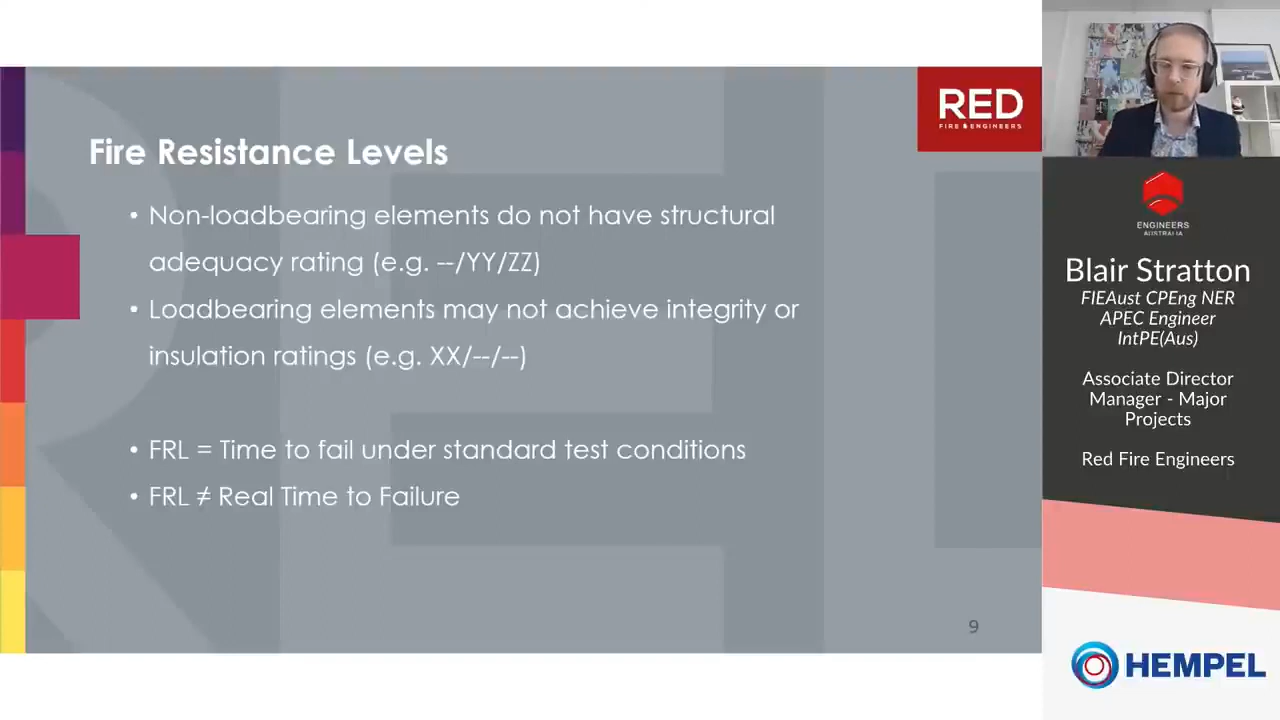 RED
FIRE & ENGINEERS
Fire Resistance Levels
• Non-loadbearing elements do not have structural
adequacy rating (e.g. --/YY/ZZ)
• Loadbearing elements may not achieve integrity or
insulation ratings (e.g. XX/--/--)
• FRL = Time to fail under standard test conditions
• FRL ≠ Real Time to Failure
9
ENGINEERS
AUSTRALIA
Blair Stratton
FIEAust CPEng NER
APEC Engineer
IntPE(Aus)
Associate Director
Manager - Major
Projects
Red Fire Engineers
HEMPEL